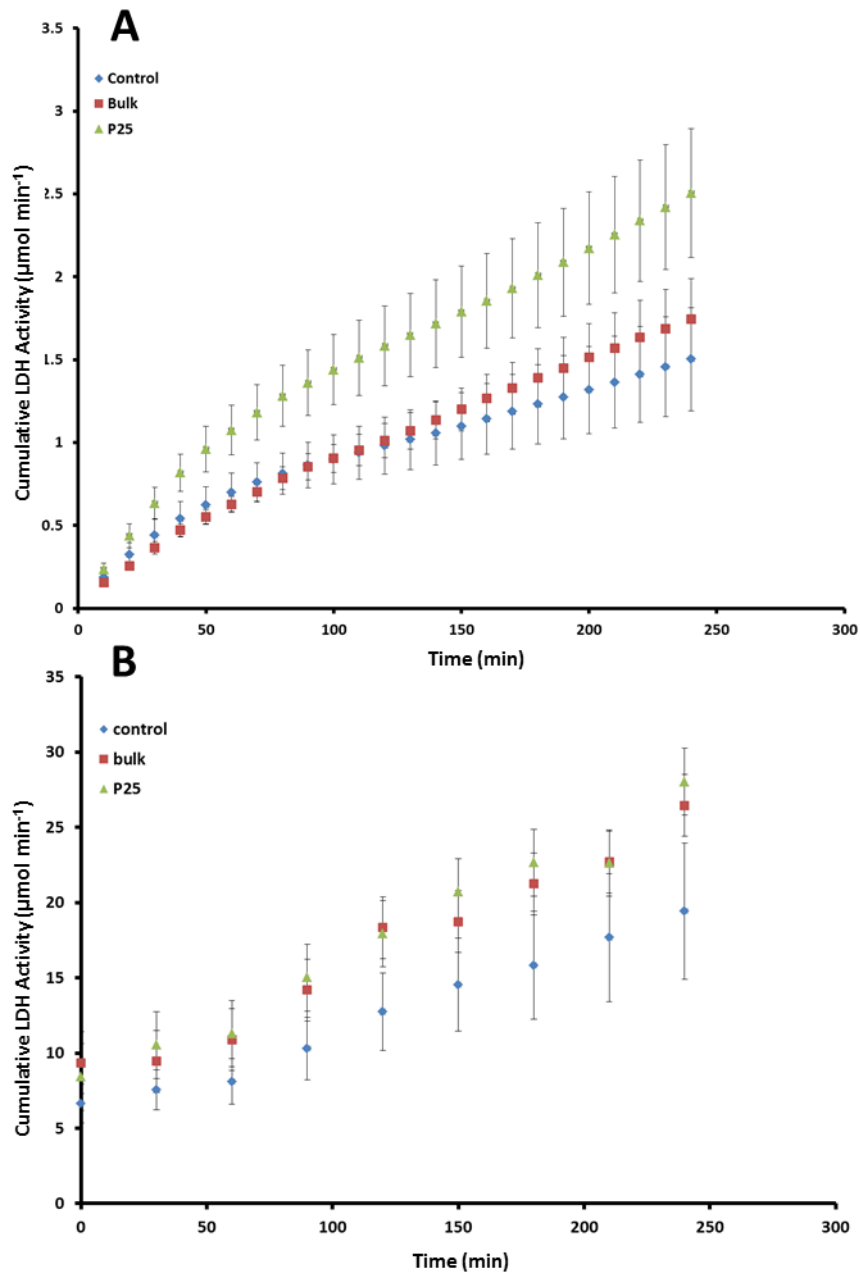 A
Control
Bulk
P25
3.5
3
2.5
2
1.5
1
0.5
0
0
50
100
150
200
250
300
Cumulative LDH Activity (µmol min⁻¹)
Time (min)
B
control
bulk
P25
35
30
25
20
15
10
5
0
0
50
100
150
200
250
300
Cumulative LDH Activity (µmol min⁻¹)
Time (min)